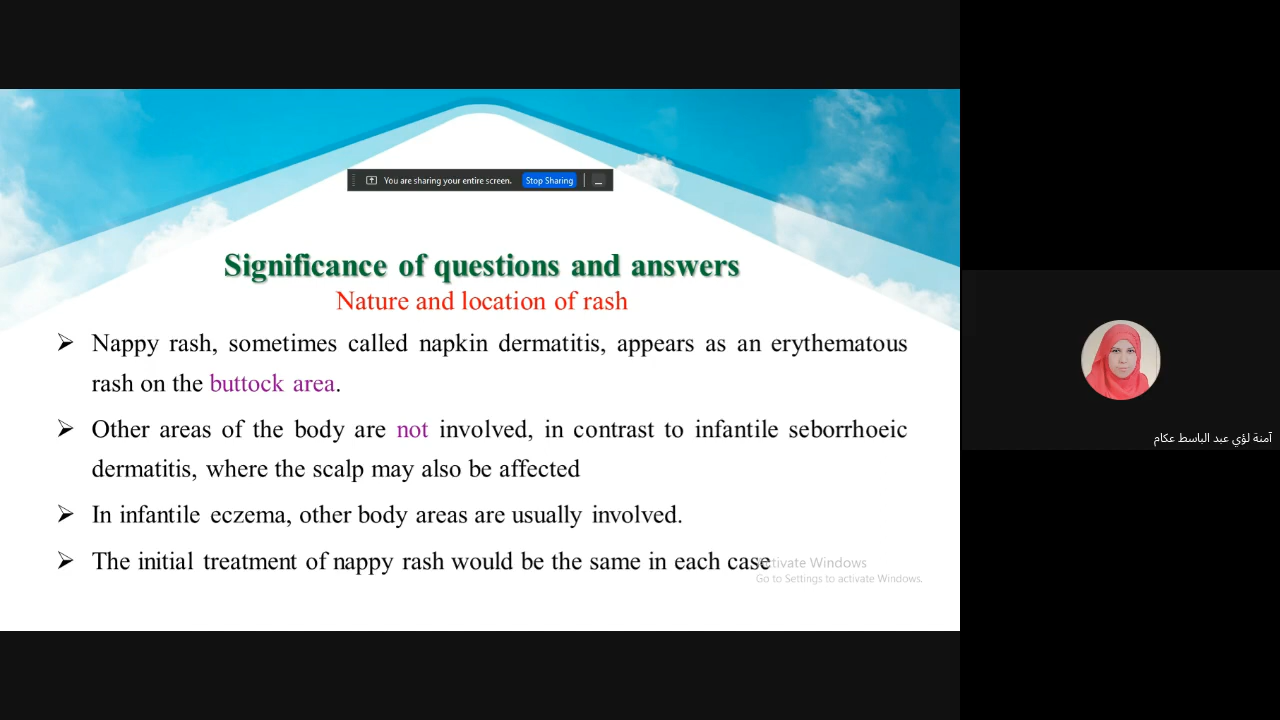 You are sharing your entire screen. Stop Sharing
Significance of questions and answers
Nature and location of rash
➢ Nappy rash, sometimes called napkin dermatitis, appears as an erythematous
rash on the buttock area.
➢ Other areas of the body are not involved, in contrast to infantile seborrhoeic
dermatitis, where the scalp may also be affected
➢ In infantile eczema, other body areas are usually involved.
➢ The initial treatment of nappy rash would be the same in each case
Activate Windows
Go to Settings to activate Windows.
آمنة لؤي عبد الباسط عكام